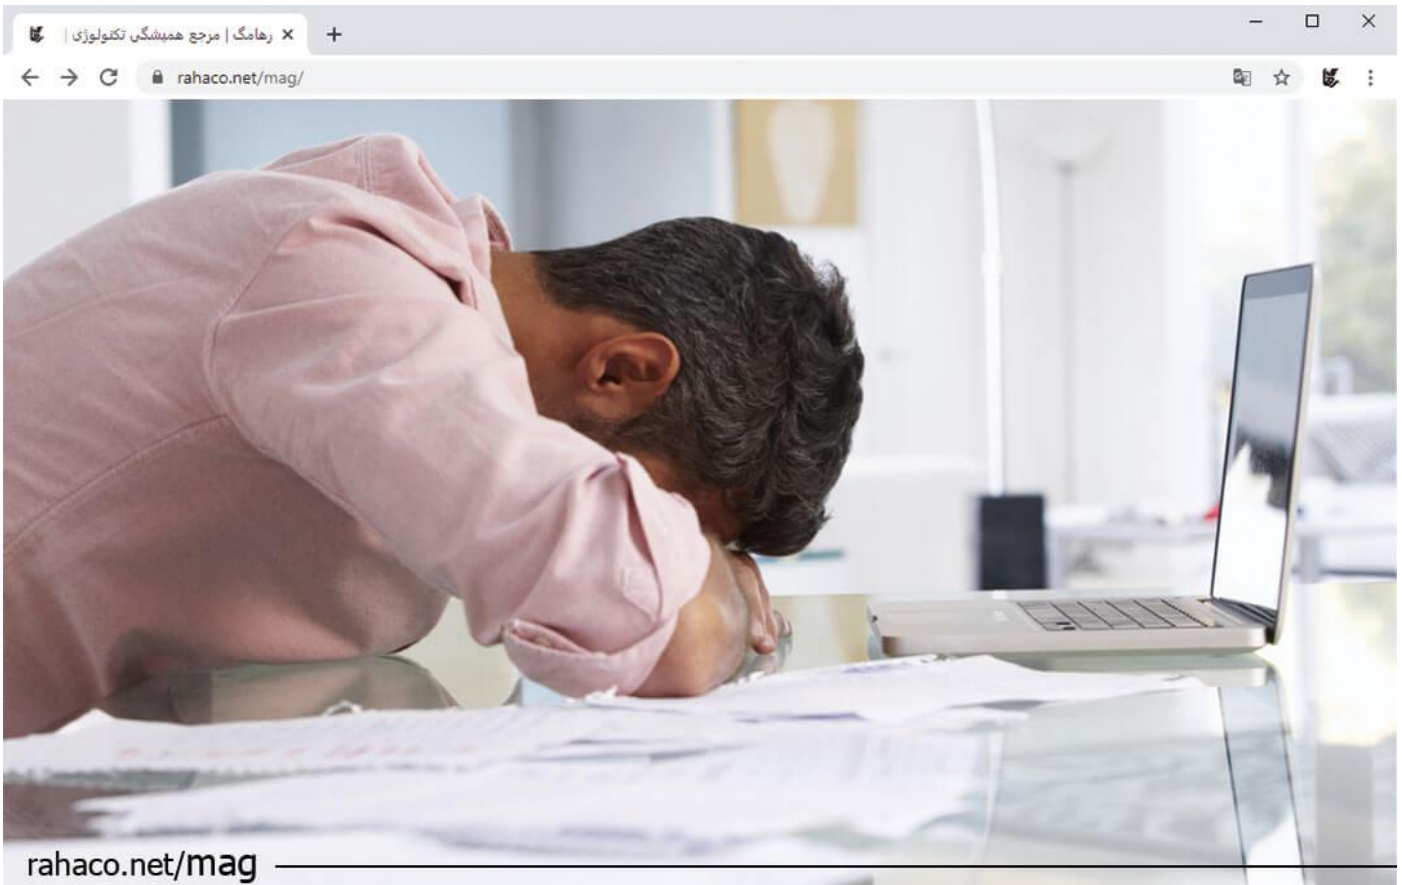 رهامگ | مرجع همیشگی تکنولوژی |
rahaco.net/mag/
rahaco.net/mag